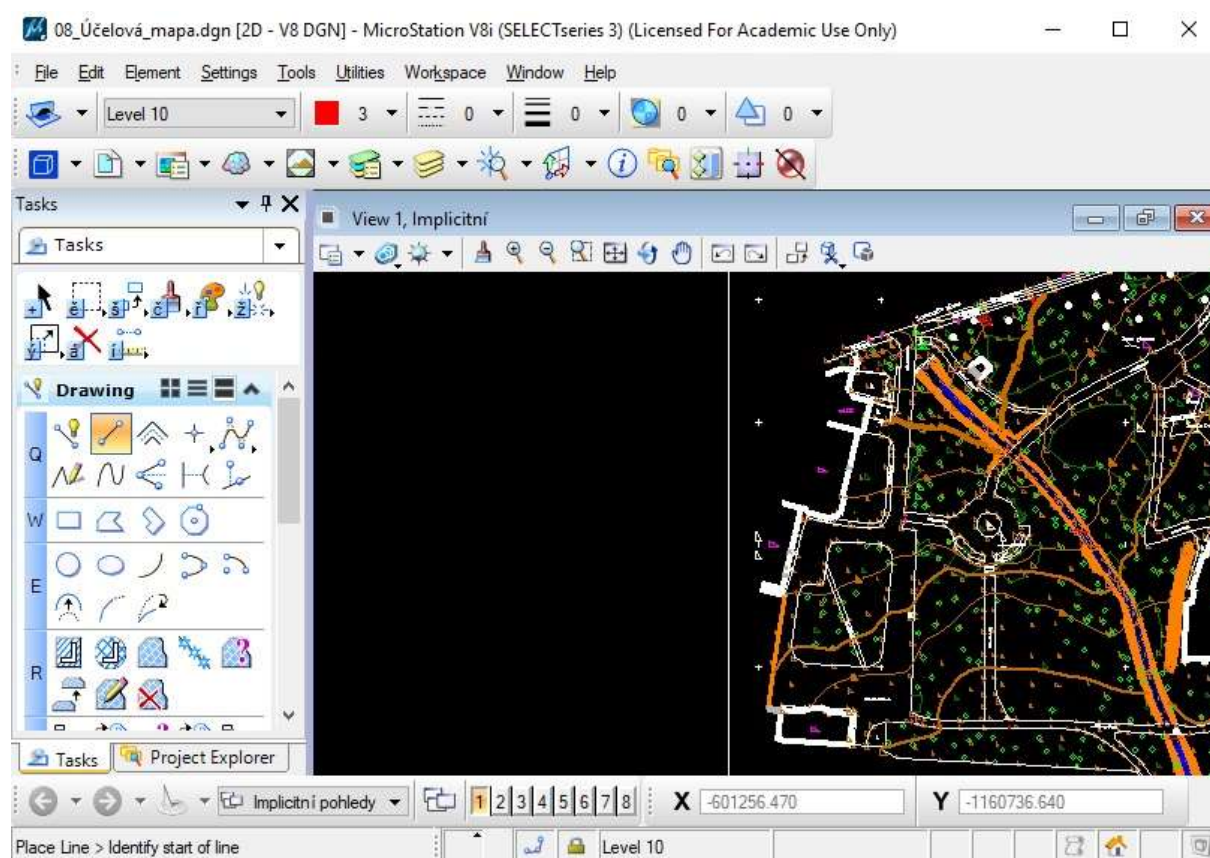 08_Účelová_mapa.dgn [2D - V8 DGN] - MicroStation V8i (SELECTseries 3) (Licensed For Academic Use Only)
File Edit Element Settings Tools Utilities Workspace Window Help
Level 10 3 0 0 0 0
Tasks
View 1, Implicitní
Tasks
ě š č ř ž
ý á í
Drawing
Q
W
E
R
Tasks Project Explorer
Implicitní pohledy 1 2 3 4 5 6 7 8 X -601256.470 Y -1160736.640
Place Line > Identify start of line Level 10